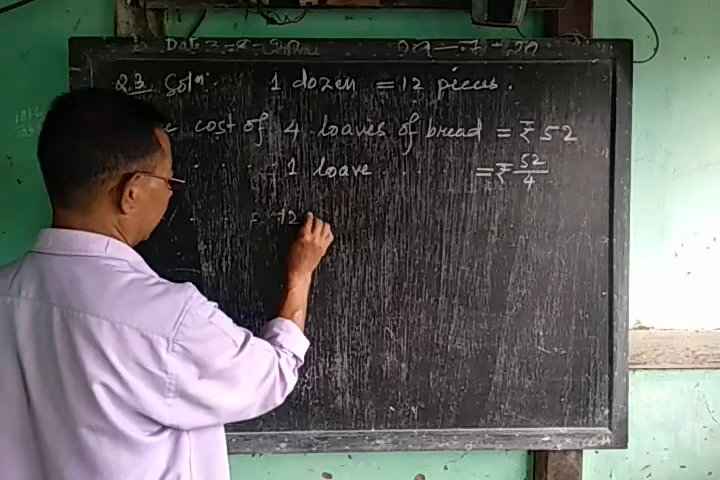 Q.3. Solⁿ. 1 dozen = 12 pieces.
cost of 4 loaves of bread = ₹ 52
" " " 1 loave " " = ₹ 52/4
" " 12